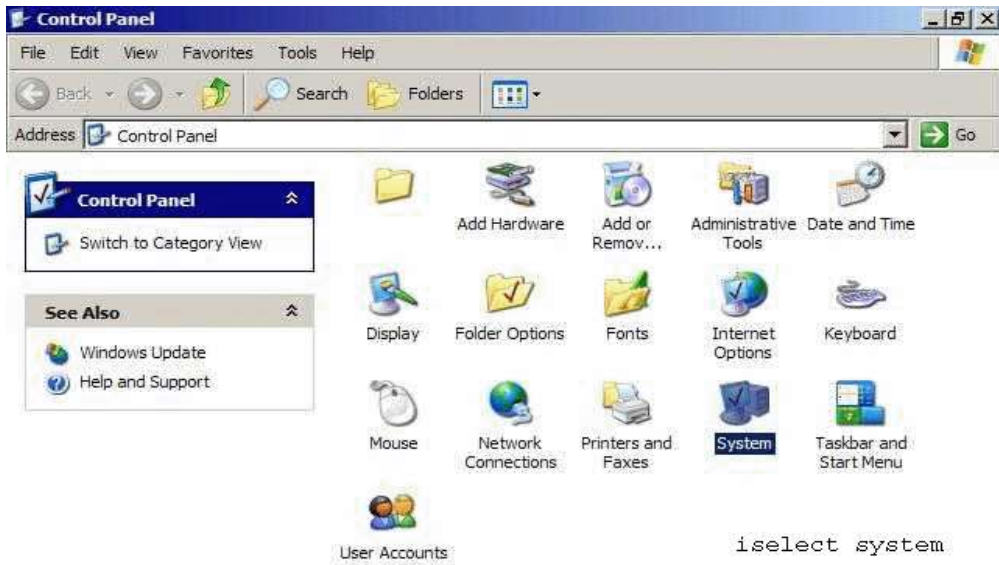 Control Panel
File Edit View Favorites Tools Help
Back Search Folders
Address Control Panel Go
Control Panel
Switch to Category View
See Also
Windows Update
Help and Support
Add Hardware
Add or
Remov...
Administrative
Tools
Date and Time
Display
Folder Options
Fonts
Internet
Options
Keyboard
Mouse
Network
Connections
Printers and
Faxes
System
Taskbar and
Start Menu
User Accounts
iselect system